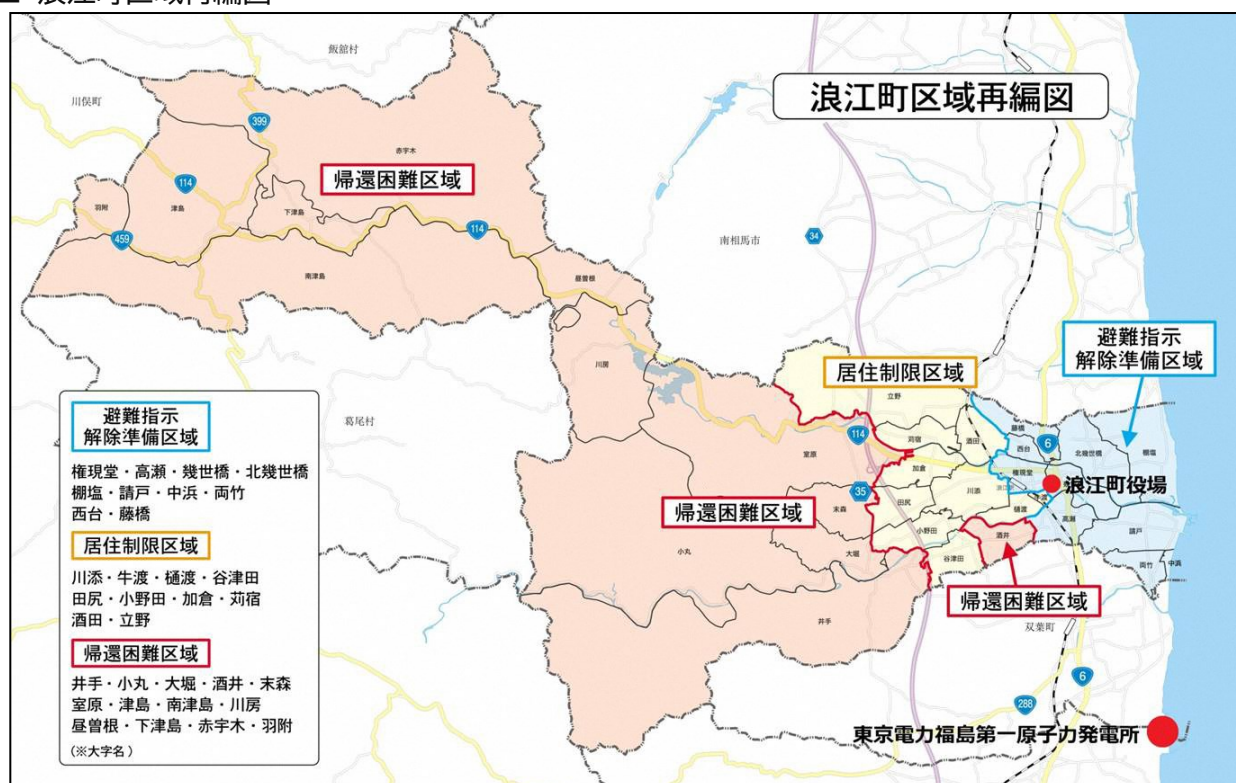 浪江町区域再編図
飯舘村
川俣町
浪江町区域再編図
399
赤宇木
帰還困難区域
114
羽附
津島
下津島
459
114
南相馬市
34
南津島
昼曽根
避難指示
解除準備区域
川房
居住制限区域
立野
葛尾村
藤橋
6
114
苅宿
酒田
西台
北幾世橋
棚塩
室原
加倉
権現堂
浪江町役場
35
田尻
川添
末森
帰還困難区域
樋渡
小野田
高瀬
請戸
小丸
大堀
酒井
谷津田
両竹
中浜
帰還困難区域
井手
双葉町
6
288
東京電力福島第一原子力発電所
避難指示
解除準備区域
権現堂・高瀬・幾世橋・北幾世橋
棚塩・請戸・中浜・両竹
西台・藤橋
居住制限区域
川添・牛渡・樋渡・谷津田
田尻・小野田・加倉・苅宿
酒田・立野
帰還困難区域
井手・小丸・大堀・酒井・末森
室原・津島・南津島・川房
昼曽根・下津島・赤宇木・羽附
(※大字名)